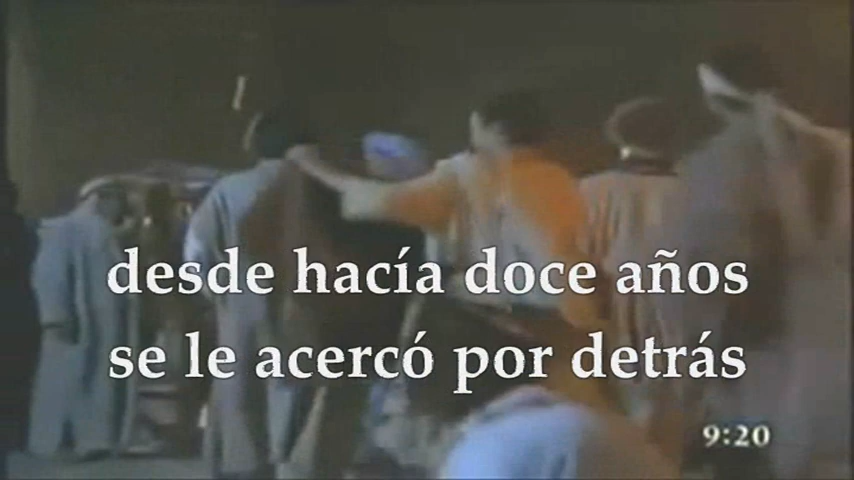 desde hacía doce años
se le acercó por detrás
9:20